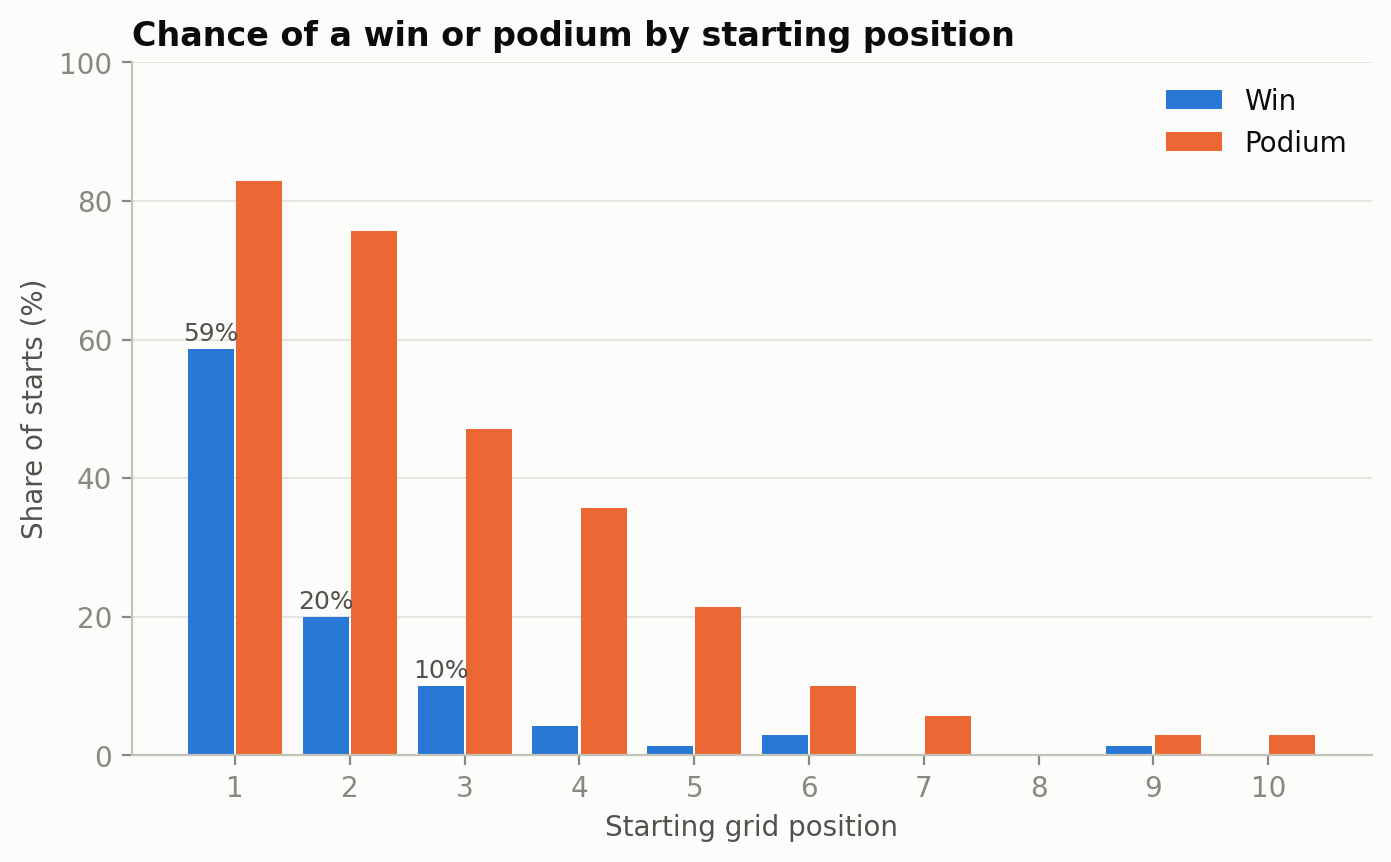 Chance of a win or podium by starting position
100
80
60
40
20
0
Share of starts (%)
Win
Podium
59%
20%
10%
1 2 3 4 5 6 7 8 9 10
Starting grid position